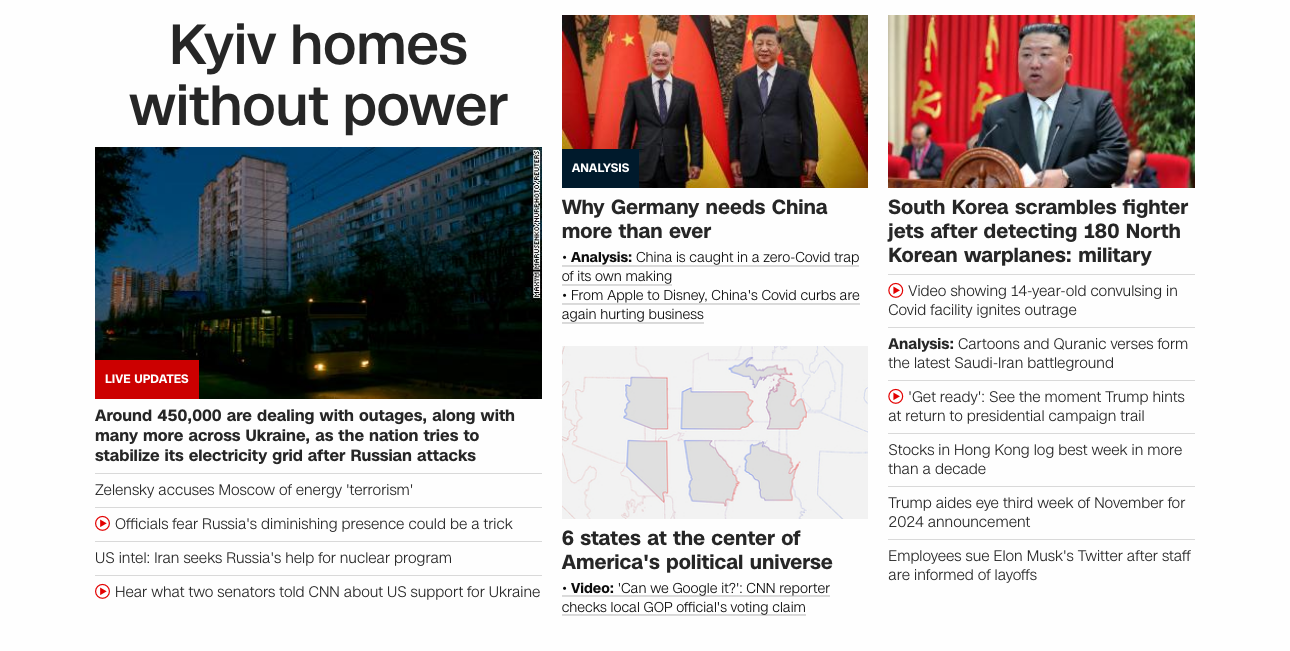 Kyiv homes
without power
MAKYM MARUSENKO/NURPHOTO/REUTERS
LIVE UPDATES
Around 450,000 are dealing with outages, along with
many more across Ukraine, as the nation tries to
stabilize its electricity grid after Russian attacks
Zelensky accuses Moscow of energy 'terrorism'
Officials fear Russia's diminishing presence could be a trick
US intel: Iran seeks Russia's help for nuclear program
Hear what two senators told CNN about US support for Ukraine
ANALYSIS
Why Germany needs China
more than ever
• Analysis: China is caught in a zero-Covid trap
of its own making
• From Apple to Disney, China's Covid curbs are
again hurting business
6 states at the center of
America's political universe
• Video: 'Can we Google it?': CNN reporter
checks local GOP official's voting claim
South Korea scrambles fighter
jets after detecting 180 North
Korean warplanes: military
Video showing 14-year-old convulsing in
Covid facility ignites outrage
Analysis: Cartoons and Quranic verses form
the latest Saudi-Iran battleground
'Get ready': See the moment Trump hints
at return to presidential campaign trail
Stocks in Hong Kong log best week in more
than a decade
Trump aides eye third week of November for
2024 announcement
Employees sue Elon Musk's Twitter after staff
are informed of layoffs